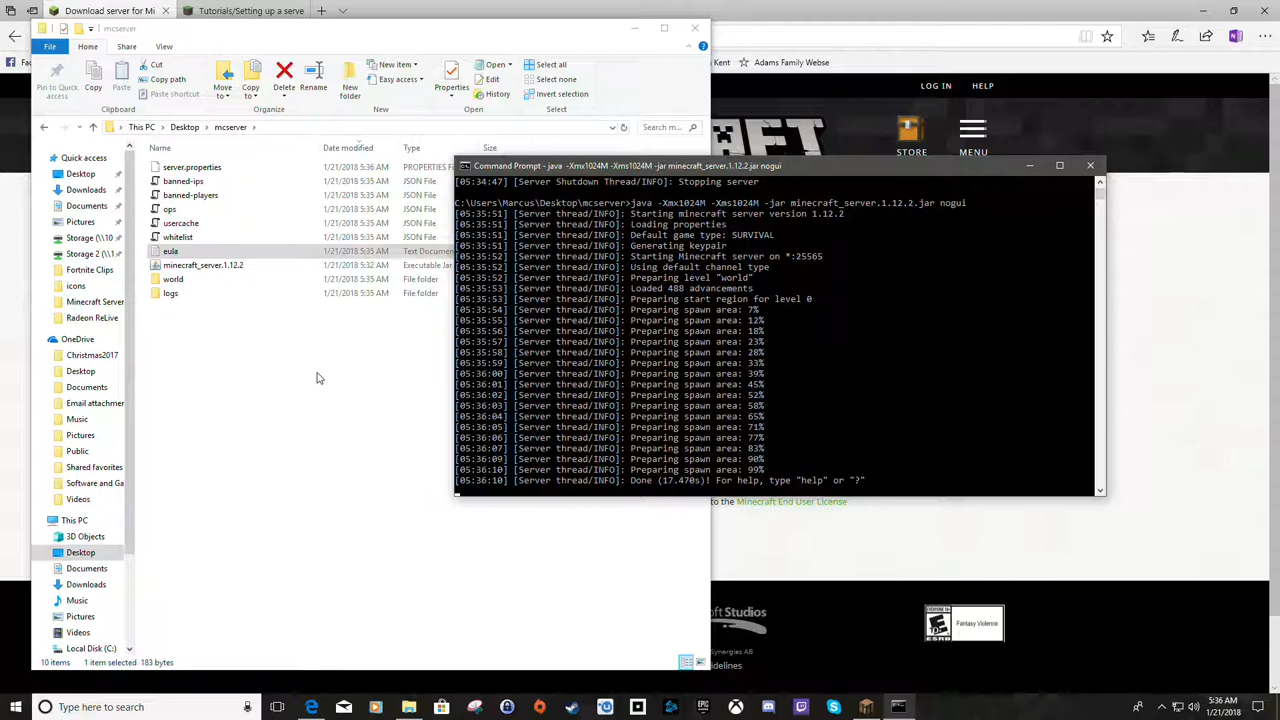 Download server for Mi
Tutorials/Setting up a serve
mcserver
File
Home
Share
View
Pin to Quick access
Copy
Paste
Cut
Copy path
Paste shortcut
Clipboard
Move to
Copy to
Delete
Rename
Organize
New folder
New item
Easy access
New
Properties
Open
Edit
History
Open
Select all
Select none
Invert selection
Select
Kent
Adams Family Webse
LOG IN
HELP
STORE
MENU
This PC
Desktop
mcserver
Search m...
Name
Date modified
Type
Size
Quick access
Desktop
Downloads
Documents
Pictures
Storage (\\10
Storage 2 (\\1
Fortnite Clips
icons
Minecraft Server
Radeon ReLive
OneDrive
Christmas2017
Desktop
Documents
Email attachmer
Music
Pictures
Public
Shared favorites
Software and Ga
Videos
This PC
3D Objects
Desktop
Documents
Downloads
Music
Pictures
Videos
Local Disk (C:)
server.properties 1/21/2018 5:36 AM PROPERTIES F
banned-ips 1/21/2018 5:35 AM JSON File
banned-players 1/21/2018 5:35 AM JSON File
ops 1/21/2018 5:35 AM JSON File
usercache 1/21/2018 5:35 AM JSON File
whitelist 1/21/2018 5:35 AM JSON File
eula 1/21/2018 5:35 AM Text Documen
minecraft_server.1.12.2 1/21/2018 5:32 AM Executable Jar
world 1/21/2018 5:35 AM File folder
logs 1/21/2018 5:35 AM File folder
10 items 1 item selected 183 bytes
Command Prompt - java -Xmx1024M -Xms1024M -jar minecraft_server.1.12.2.jar nogui
[05:34:47] [Server Shutdown Thread/INFO]: Stopping server
C:\Users\Marcus\Desktop\mcserver>java -Xmx1024M -Xms1024M -jar minecraft_server.1.12.2.jar nogui
[05:35:51] [Server thread/INFO]: Starting minecraft server version 1.12.2
[05:35:51] [Server thread/INFO]: Loading properties
[05:35:51] [Server thread/INFO]: Default game type: SURVIVAL
[05:35:51] [Server thread/INFO]: Generating keypair
[05:35:52] [Server thread/INFO]: Starting Minecraft server on *:25565
[05:35:52] [Server thread/INFO]: Using default channel type
[05:35:52] [Server thread/INFO]: Preparing level "world"
[05:35:53] [Server thread/INFO]: Loaded 488 advancements
[05:35:53] [Server thread/INFO]: Preparing start region for level 0
[05:35:54] [Server thread/INFO]: Preparing spawn area: 7%
[05:35:55] [Server thread/INFO]: Preparing spawn area: 12%
[05:35:56] [Server thread/INFO]: Preparing spawn area: 18%
[05:35:57] [Server thread/INFO]: Preparing spawn area: 23%
[05:35:58] [Server thread/INFO]: Preparing spawn area: 28%
[05:35:59] [Server thread/INFO]: Preparing spawn area: 33%
[05:36:00] [Server thread/INFO]: Preparing spawn area: 39%
[05:36:01] [Server thread/INFO]: Preparing spawn area: 45%
[05:36:02] [Server thread/INFO]: Preparing spawn area: 52%
[05:36:03] [Server thread/INFO]: Preparing spawn area: 58%
[05:36:04] [Server thread/INFO]: Preparing spawn area: 65%
[05:36:05] [Server thread/INFO]: Preparing spawn area: 71%
[05:36:06] [Server thread/INFO]: Preparing spawn area: 77%
[05:36:07] [Server thread/INFO]: Preparing spawn area: 83%
[05:36:09] [Server thread/INFO]: Preparing spawn area: 90%
[05:36:10] [Server thread/INFO]: Preparing spawn area: 99%
[05:36:10] [Server thread/INFO]: Done (17.470s)! For help, type "help" or "?"
to the Minecraft End User License
oft Studios
Synergies AB
idelines
EVERYONE 10+
E
ESRB
Fantasy Violence
Type here to search
5:36 AM
1/21/2018